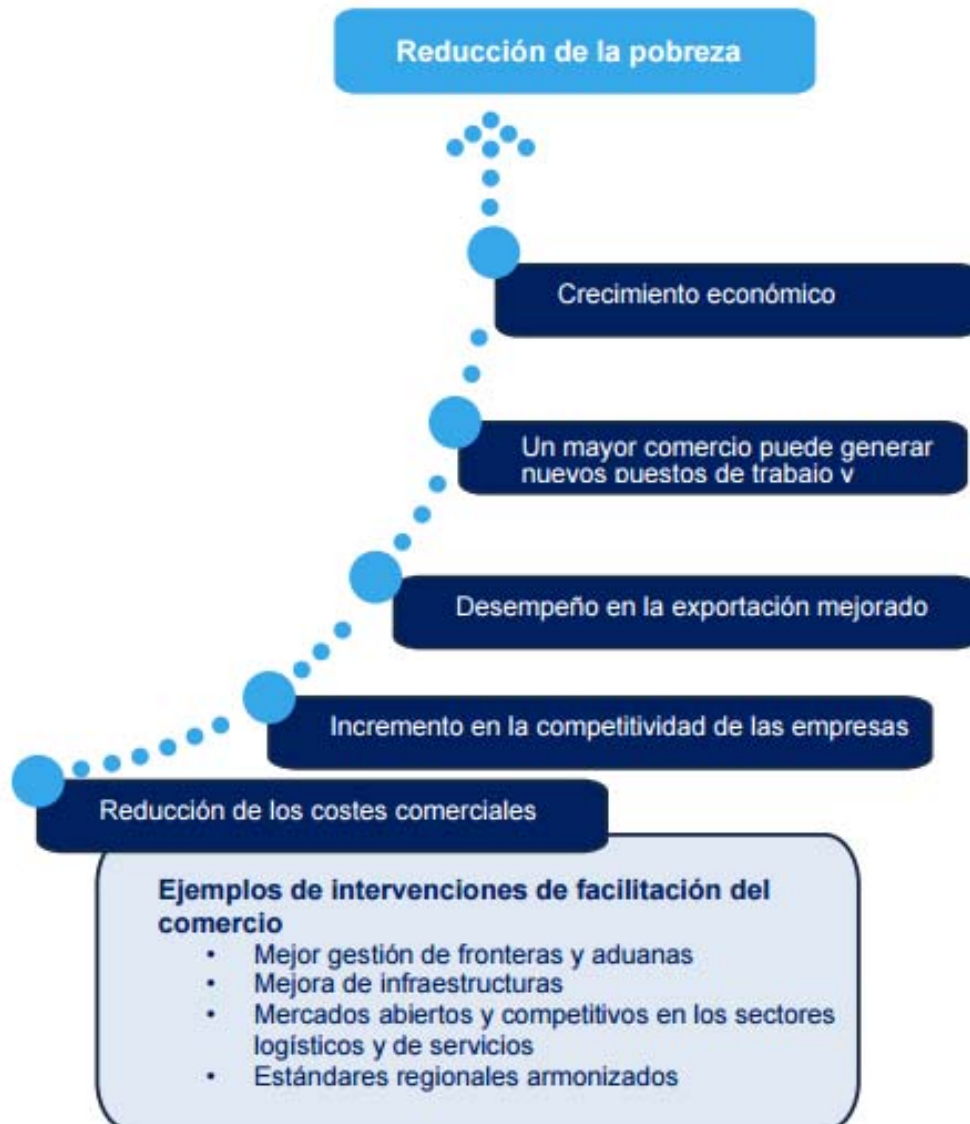 Reducción de la pobreza
Crecimiento económico
Un mayor comercio puede generar
nuevos puestos de trabajo y
Desempeño en la exportación mejorado
Incremento en la competitividad de las empresas
Reducción de los costes comerciales
Ejemplos de intervenciones de facilitación del
comercio
• Mejor gestión de fronteras y aduanas
• Mejora de infraestructuras
• Mercados abiertos y competitivos en los sectores
logísticos y de servicios
• Estándares regionales armonizados